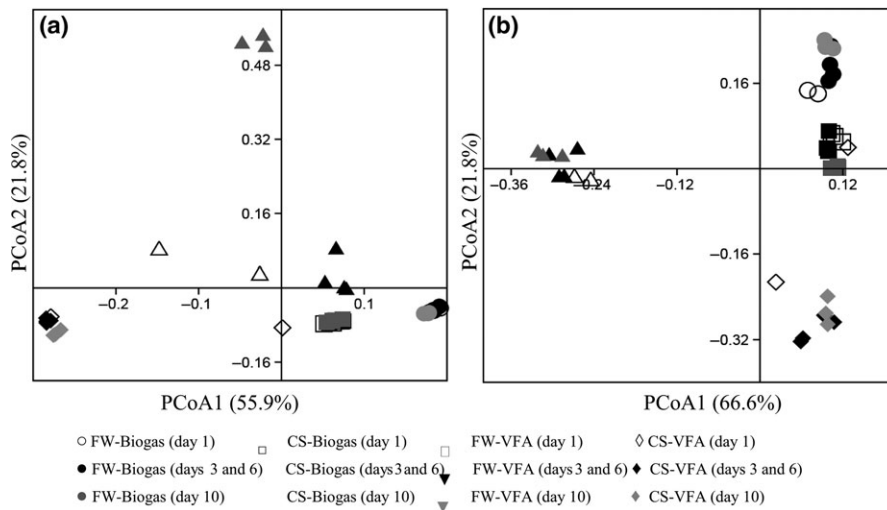 (a) (b)
0.48
0.32
0.16
−0.2 −0.1 0.1
−0.16
PCoA2 (21.8%)
PCoA1 (55.9%)
0.16
−0.36 −0.24 −0.12 0.12
−0.16
−0.32
PCoA2 (21.8%)
PCoA1 (66.6%)
FW-Biogas (day 1) CS-Biogas (day 1) FW-VFA (day 1) CS-VFA (day 1)
FW-Biogas (days 3 and 6) CS-Biogas (days 3 and 6) FW-VFA (days 3 and 6) CS-VFA (days 3 and 6)
FW-Biogas (day 10) CS-Biogas (day 10) FW-VFA (day 10) CS-VFA (day 10)